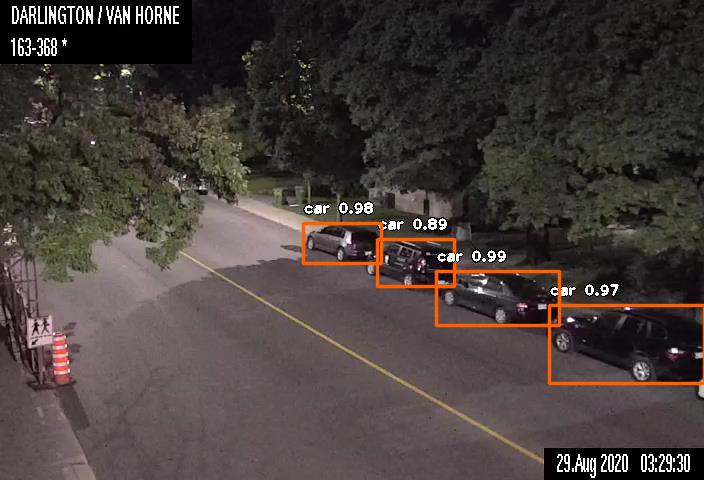 DARLINGTON / VAN HORNE
163-368 *
car 0.98
car 0.89
car 0.99
car 0.97
29.Aug 2020 03:29:30